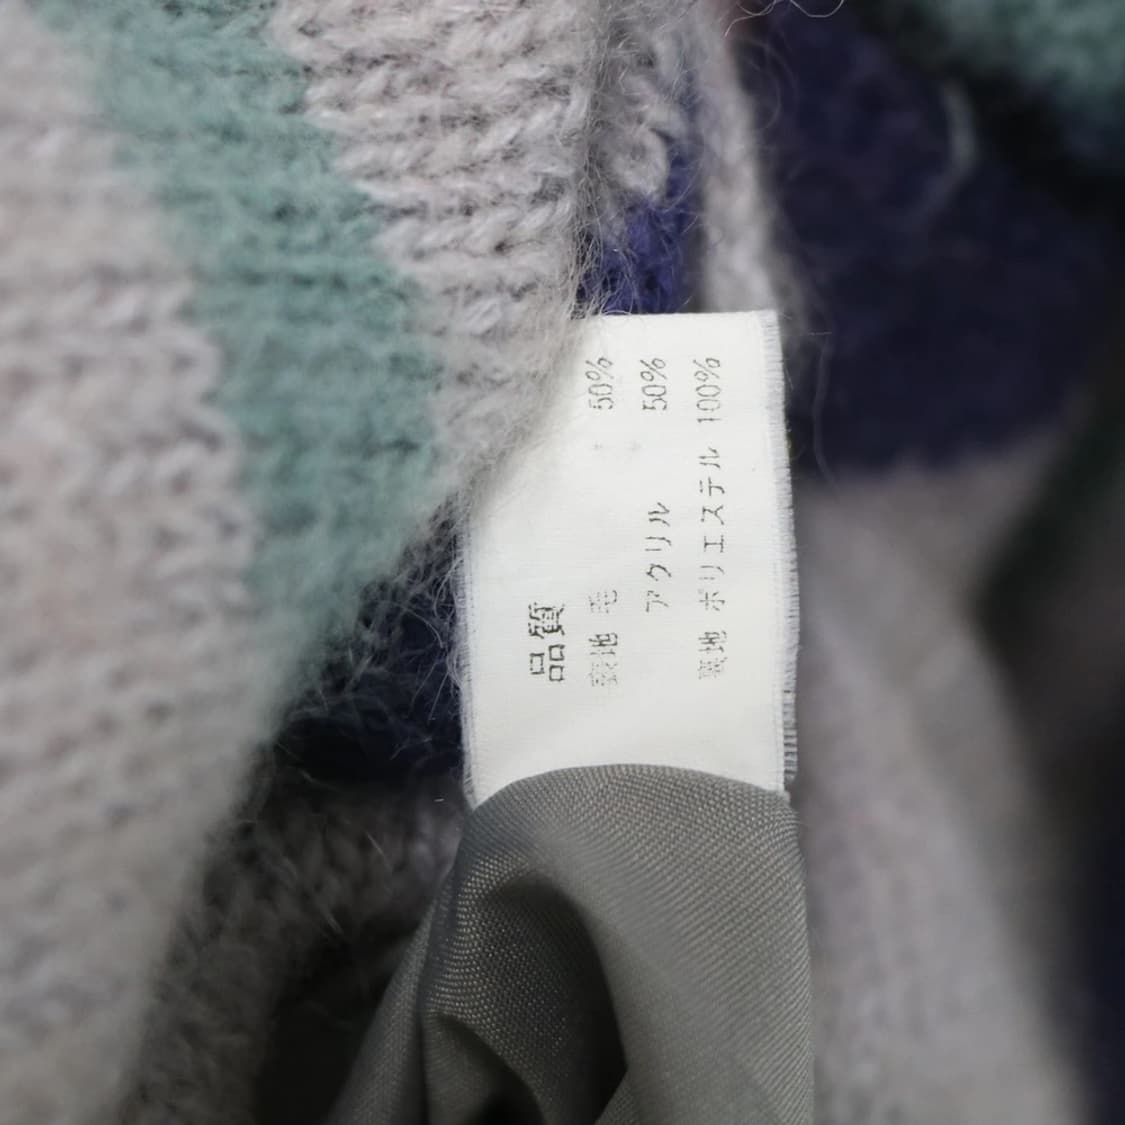 品質
表地 毛 50%
アクリル 50%
裏地 ポリエステル 100%